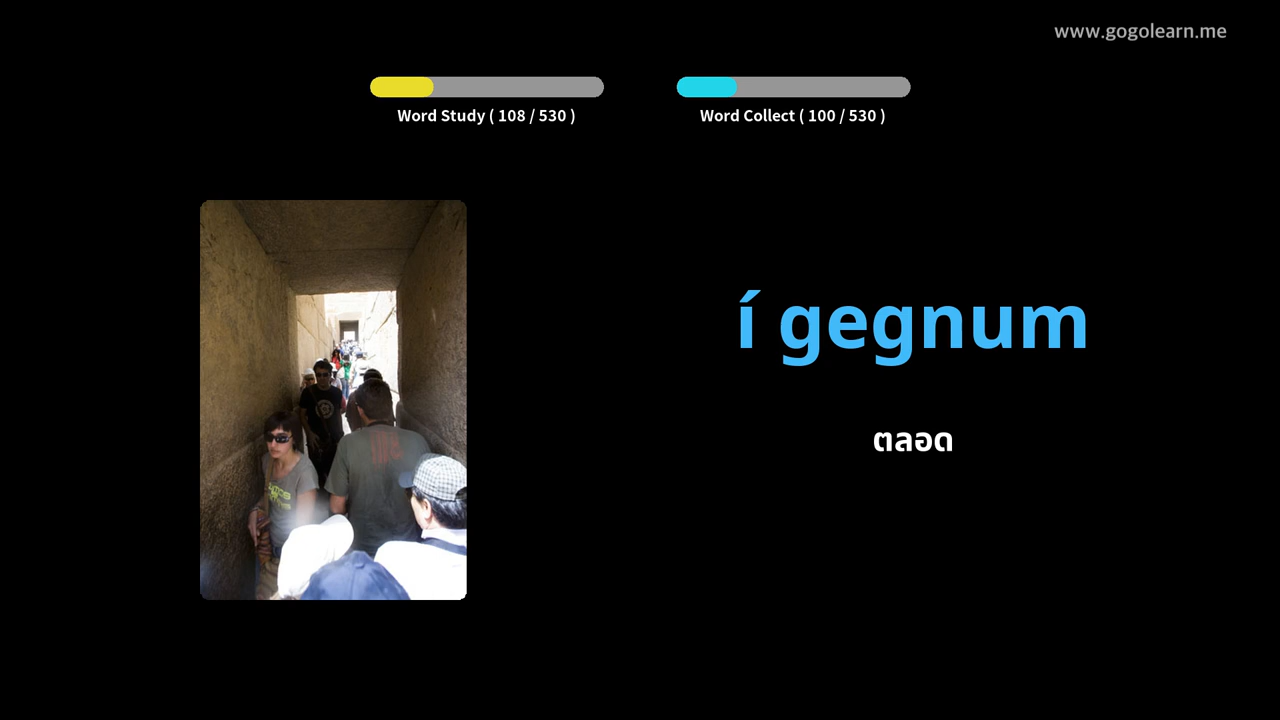 www.gogolearn.me
Word Study ( 108 / 530 )
Word Collect ( 100 / 530 )
í gegnum
ตลอด